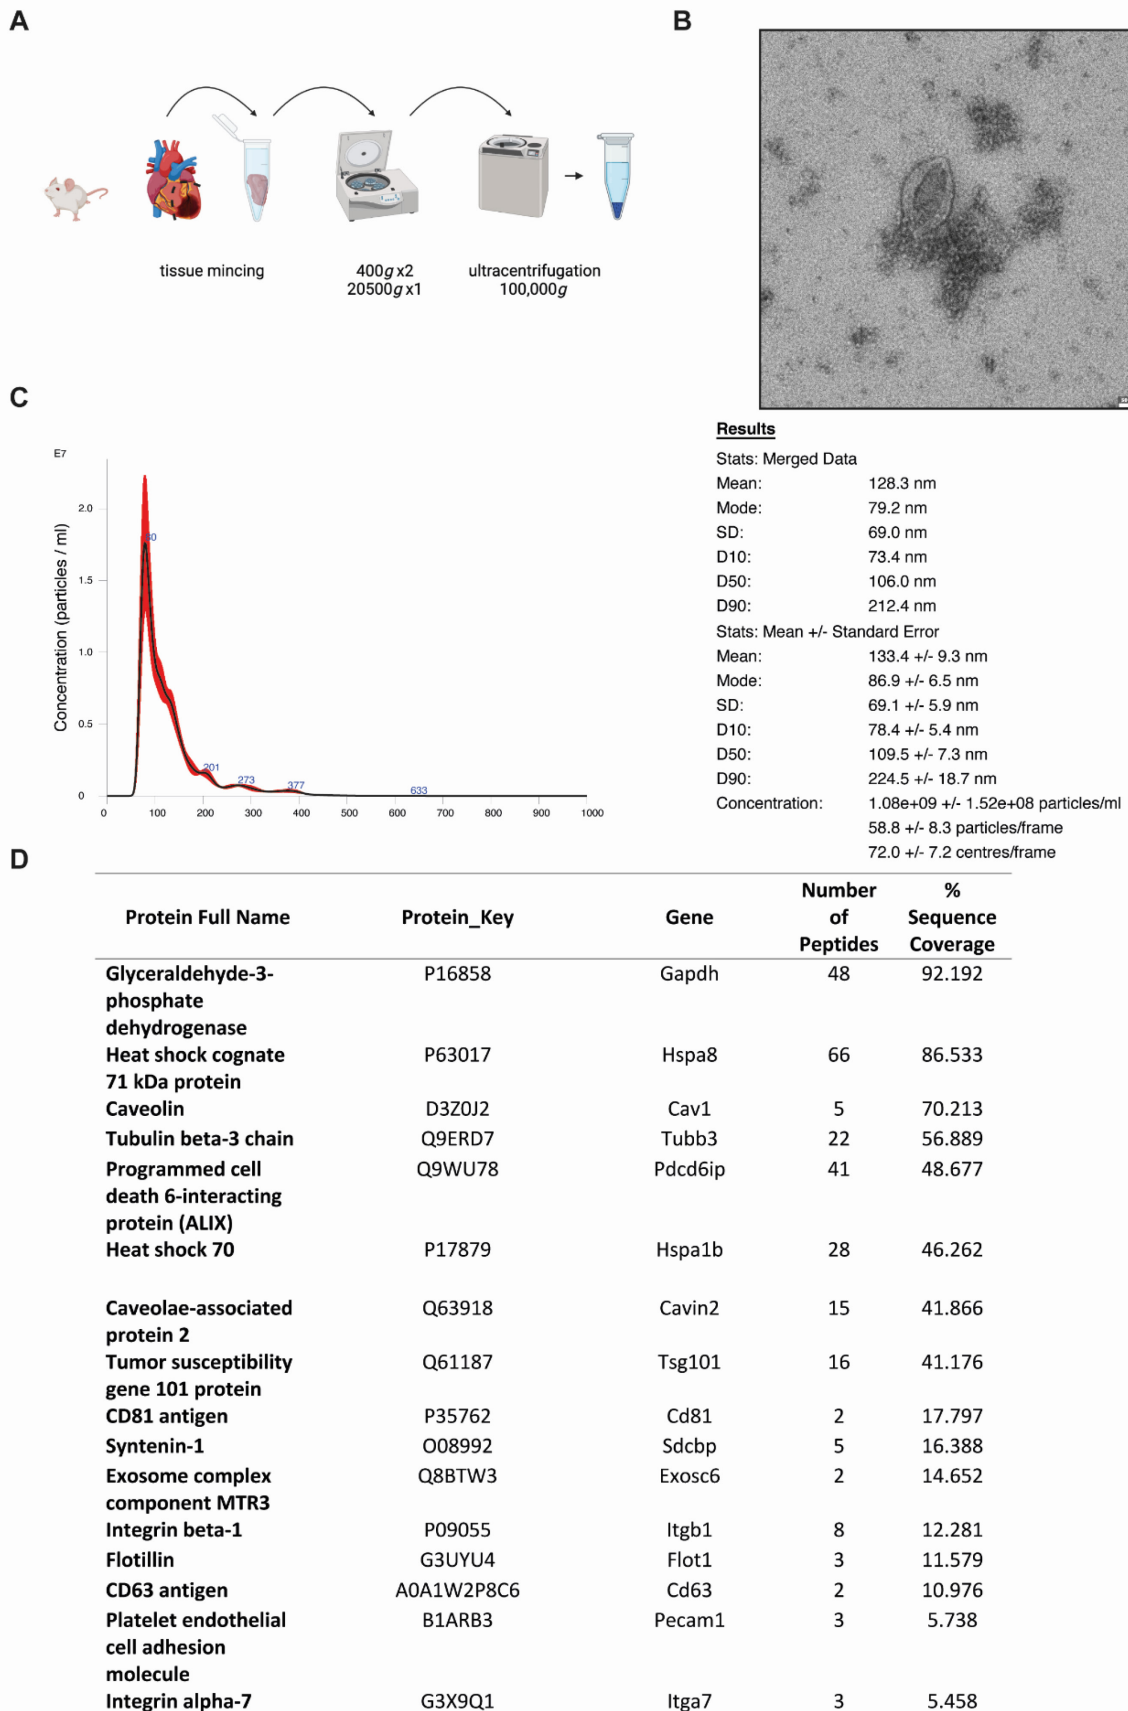 A
B
tissue mincing
400g x2
20500g x1
ultracentrifugation
100,000g
C
E7
Concentration (particles / ml)
2.0
1.5
1.0
0.5
0
80
201
273
377
633
0 100 200 300 400 500 600 700 800 900 1000
Results
Stats: Merged Data
Mean: 128.3 nm
Mode: 79.2 nm
SD: 69.0 nm
D10: 73.4 nm
D50: 106.0 nm
D90: 212.4 nm
Stats: Mean +/- Standard Error
Mean: 133.4 +/- 9.3 nm
Mode: 86.9 +/- 6.5 nm
SD: 69.1 +/- 5.9 nm
D10: 78.4 +/- 5.4 nm
D50: 109.5 +/- 7.3 nm
D90: 224.5 +/- 18.7 nm
Concentration: 1.08e+09 +/- 1.52e+08 particles/ml
58.8 +/- 8.3 particles/frame
72.0 +/- 7.2 centres/frame
D
Protein Full Name Protein_Key Gene Number of Peptides % Sequence Coverage
Glyceraldehyde-3- P16858 Gapdh 48 92.192
phosphate
dehydrogenase
Heat shock cognate P63017 Hspa8 66 86.533
71 kDa protein
Caveolin D3Z0J2 Cav1 5 70.213
Tubulin beta-3 chain Q9ERD7 Tubb3 22 56.889
Programmed cell Q9WU78 Pdcd6ip 41 48.677
death 6-interacting
protein (ALIX)
Heat shock 70 P17879 Hspa1b 28 46.262
Caveolae-associated Q63918 Cavin2 15 41.866
protein 2
Tumor susceptibility Q61187 Tsg101 16 41.176
gene 101 protein
CD81 antigen P35762 Cd81 2 17.797
Syntenin-1 O08992 Sdcbp 5 16.388
Exosome complex Q8BTW3 Exosc6 2 14.652
component MTR3
Integrin beta-1 P09055 Itgb1 8 12.281
Flotillin G3UYU4 Flot1 3 11.579
CD63 antigen A0A1W2P8C6 Cd63 2 10.976
Platelet endothelial B1ARB3 Pecam1 3 5.738
cell adhesion
molecule
Integrin alpha-7 G3X9Q1 Itga7 3 5.458